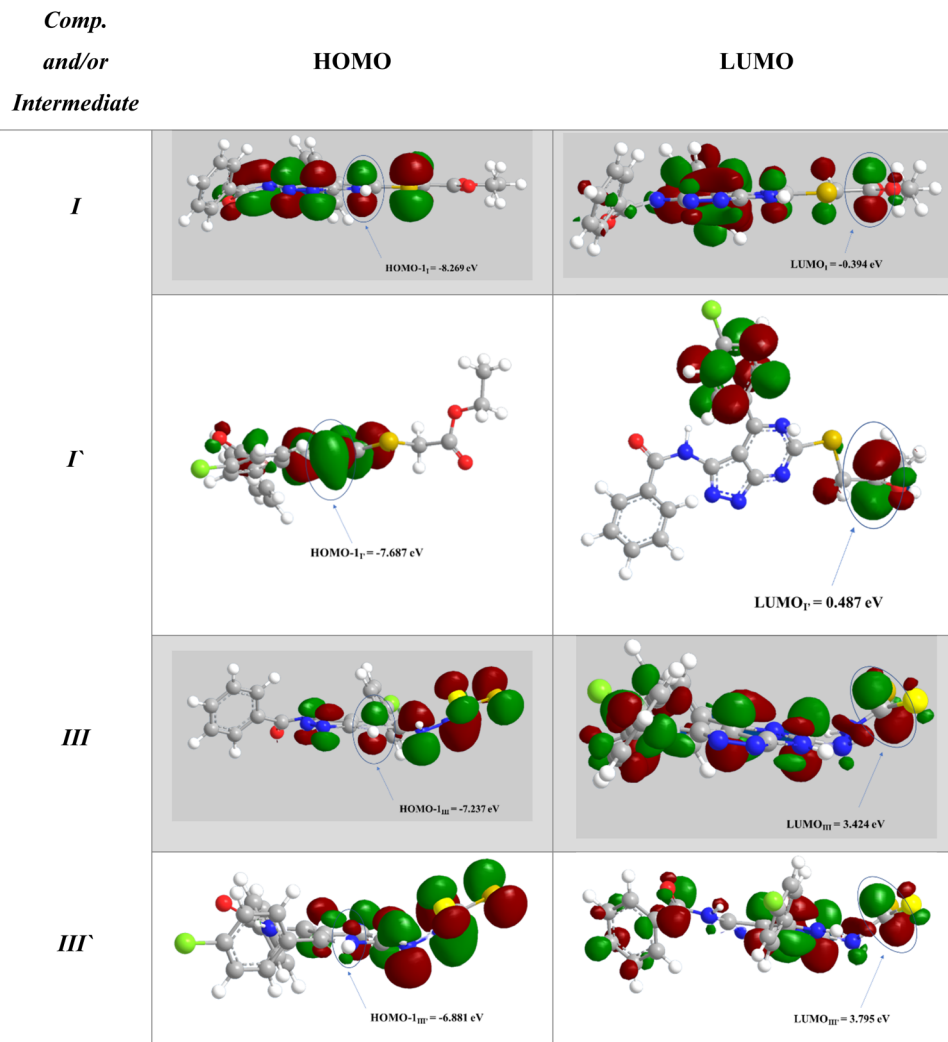 Comp.
and/or
Intermediate
HOMO
LUMO
I
HOMO-1I = -8.269 eV
LUMOI = -0.394 eV
I`
HOMO-1I' = -7.687 eV
LUMOI' = 0.487 eV
III
HOMO-1III = -7.237 eV
LUMOIII = 3.424 eV
III`
HOMO-1III' = -6.881 eV
LUMOIII' = 3.795 eV